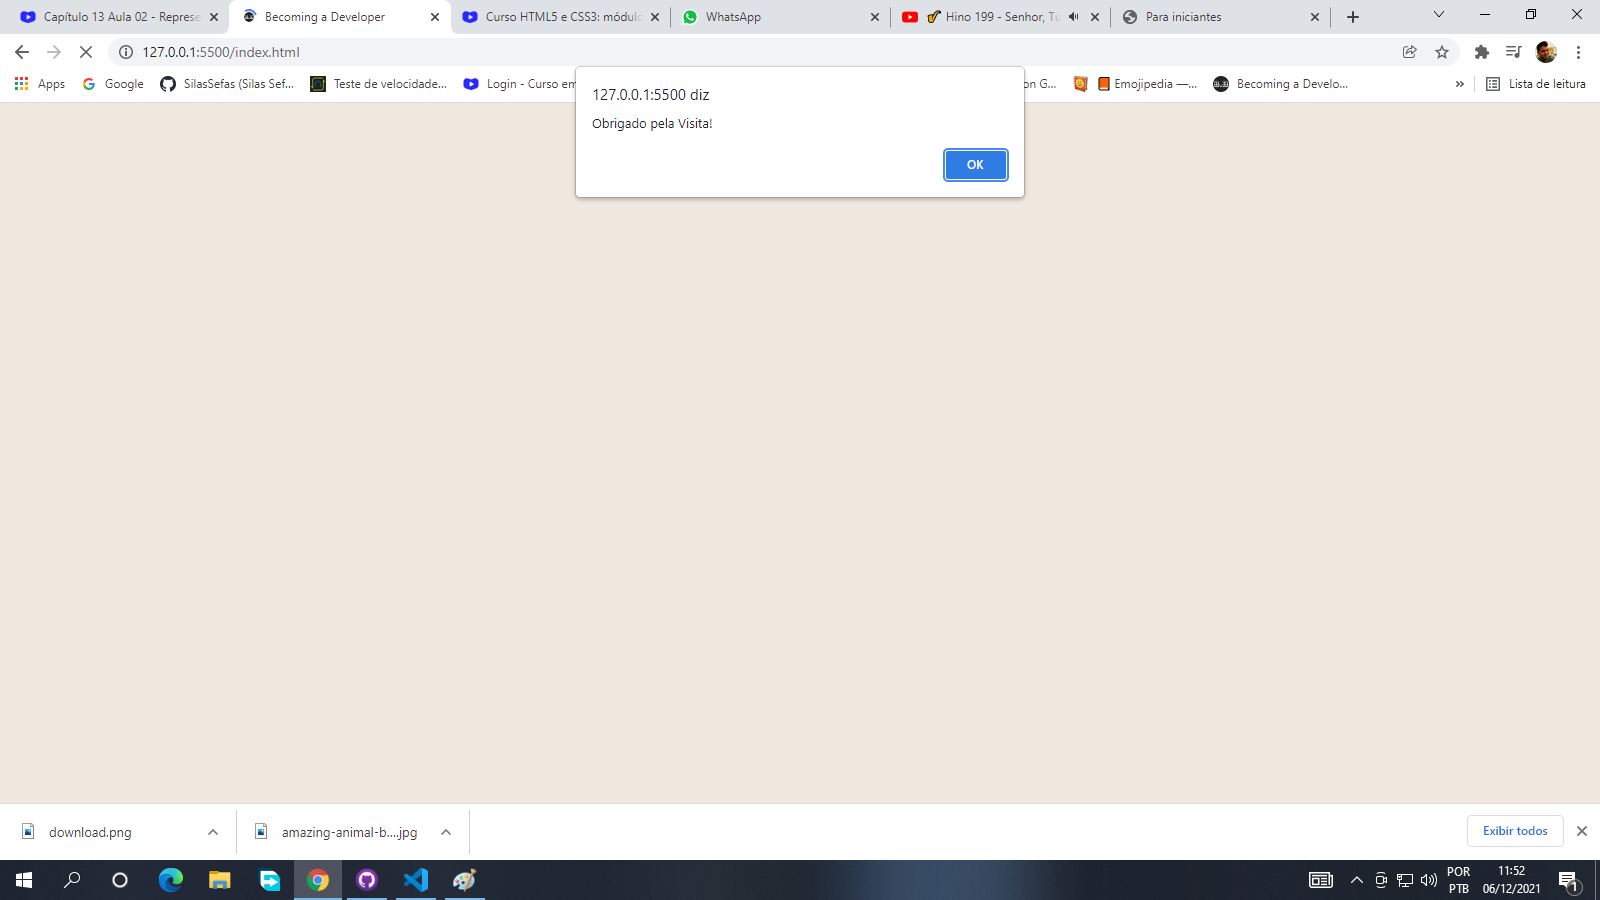 Capítulo 13 Aula 02 - Represe
Becoming a Developer
Curso HTML5 e CSS3: módulo
WhatsApp
Hino 199 - Senhor, Tu
Para iniciantes
127.0.0.1:5500/index.html
Apps
Google
SilasSefas (Silas Sef...
Teste de velocidade...
Login - Curso em
on G...
Emojipedia —...
Becoming a Develo...
»
Lista de leitura
127.0.0.1:5500 diz
Obrigado pela Visita!
OK
download.png
amazing-animal-b....jpg
Exibir todos
POR
PTB
11:52
06/12/2021
1